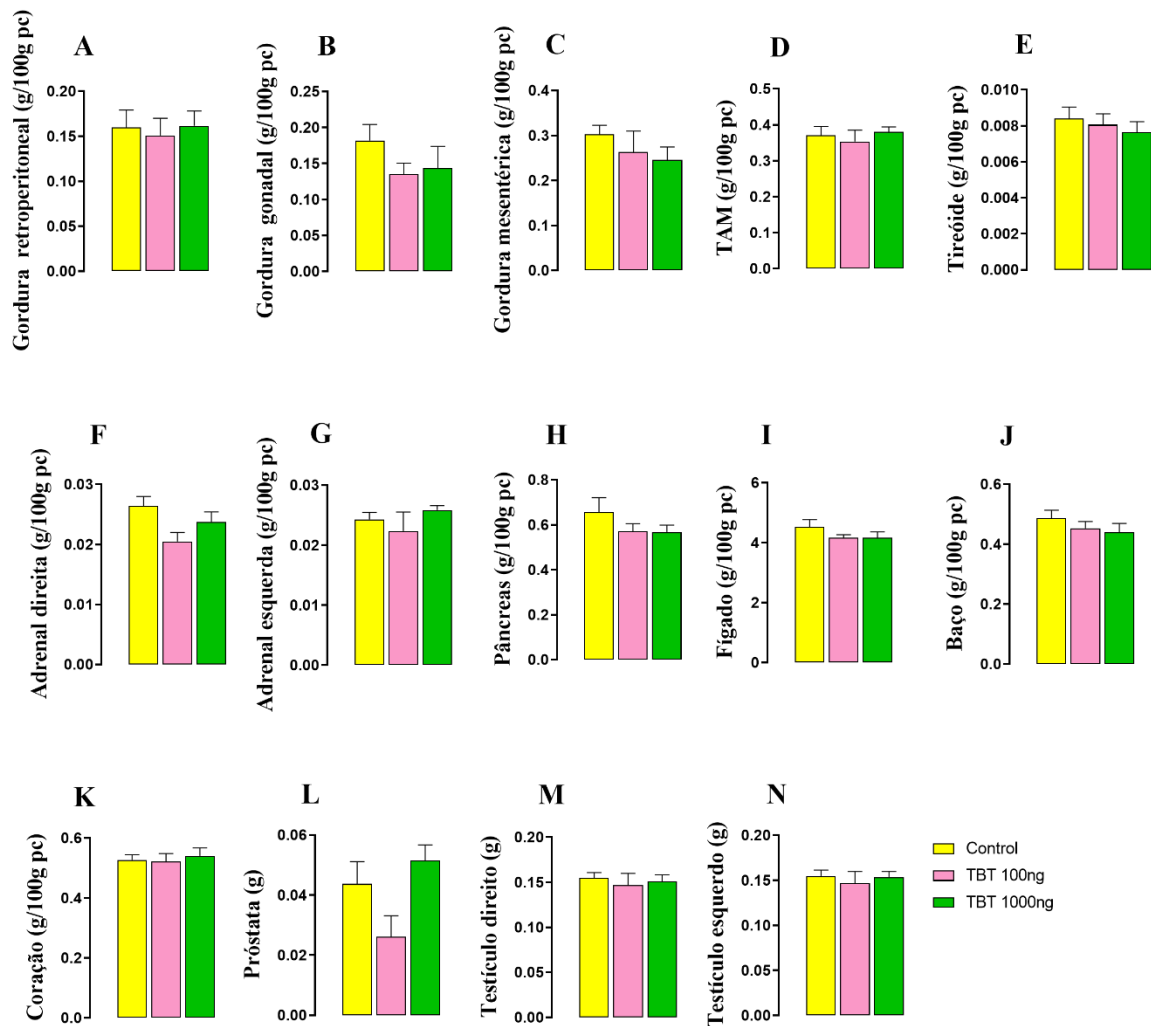 A
Gordura retroperitoneal (g/100g pc)
0.20
0.15
0.10
0.05
0.00
B
Gordura gonadal (g/100g pc)
0.25
0.20
0.15
0.10
0.05
0.00
C
Gordura mesentérica (g/100g pc)
0.4
0.3
0.2
0.1
0.0
D
TAM (g/100g pc)
0.5
0.4
0.3
0.2
0.1
0.0
E
Tireóide (g/100g pc)
0.010
0.008
0.006
0.004
0.002
0.000
F
Adrenal direita (g/100g pc)
0.03
0.02
0.01
0.00
G
Adrenal esquerda (g/100g pc)
0.03
0.02
0.01
0.00
H
Pâncreas (g/100g pc)
0.8
0.6
0.4
0.2
0.0
I
Fígado (g/100g pc)
6
4
2
0
J
Baço (g/100g pc)
0.6
0.4
0.2
0.0
K
Coração (g/100g pc)
0.6
0.4
0.2
0.0
L
Próstata (g)
0.06
0.04
0.02
0.00
M
Testículo direito (g)
0.20
0.15
0.10
0.05
0.00
N
Testículo esquerdo (g)
0.20
0.15
0.10
0.05
0.00
Control
TBT 100ng
TBT 1000ng